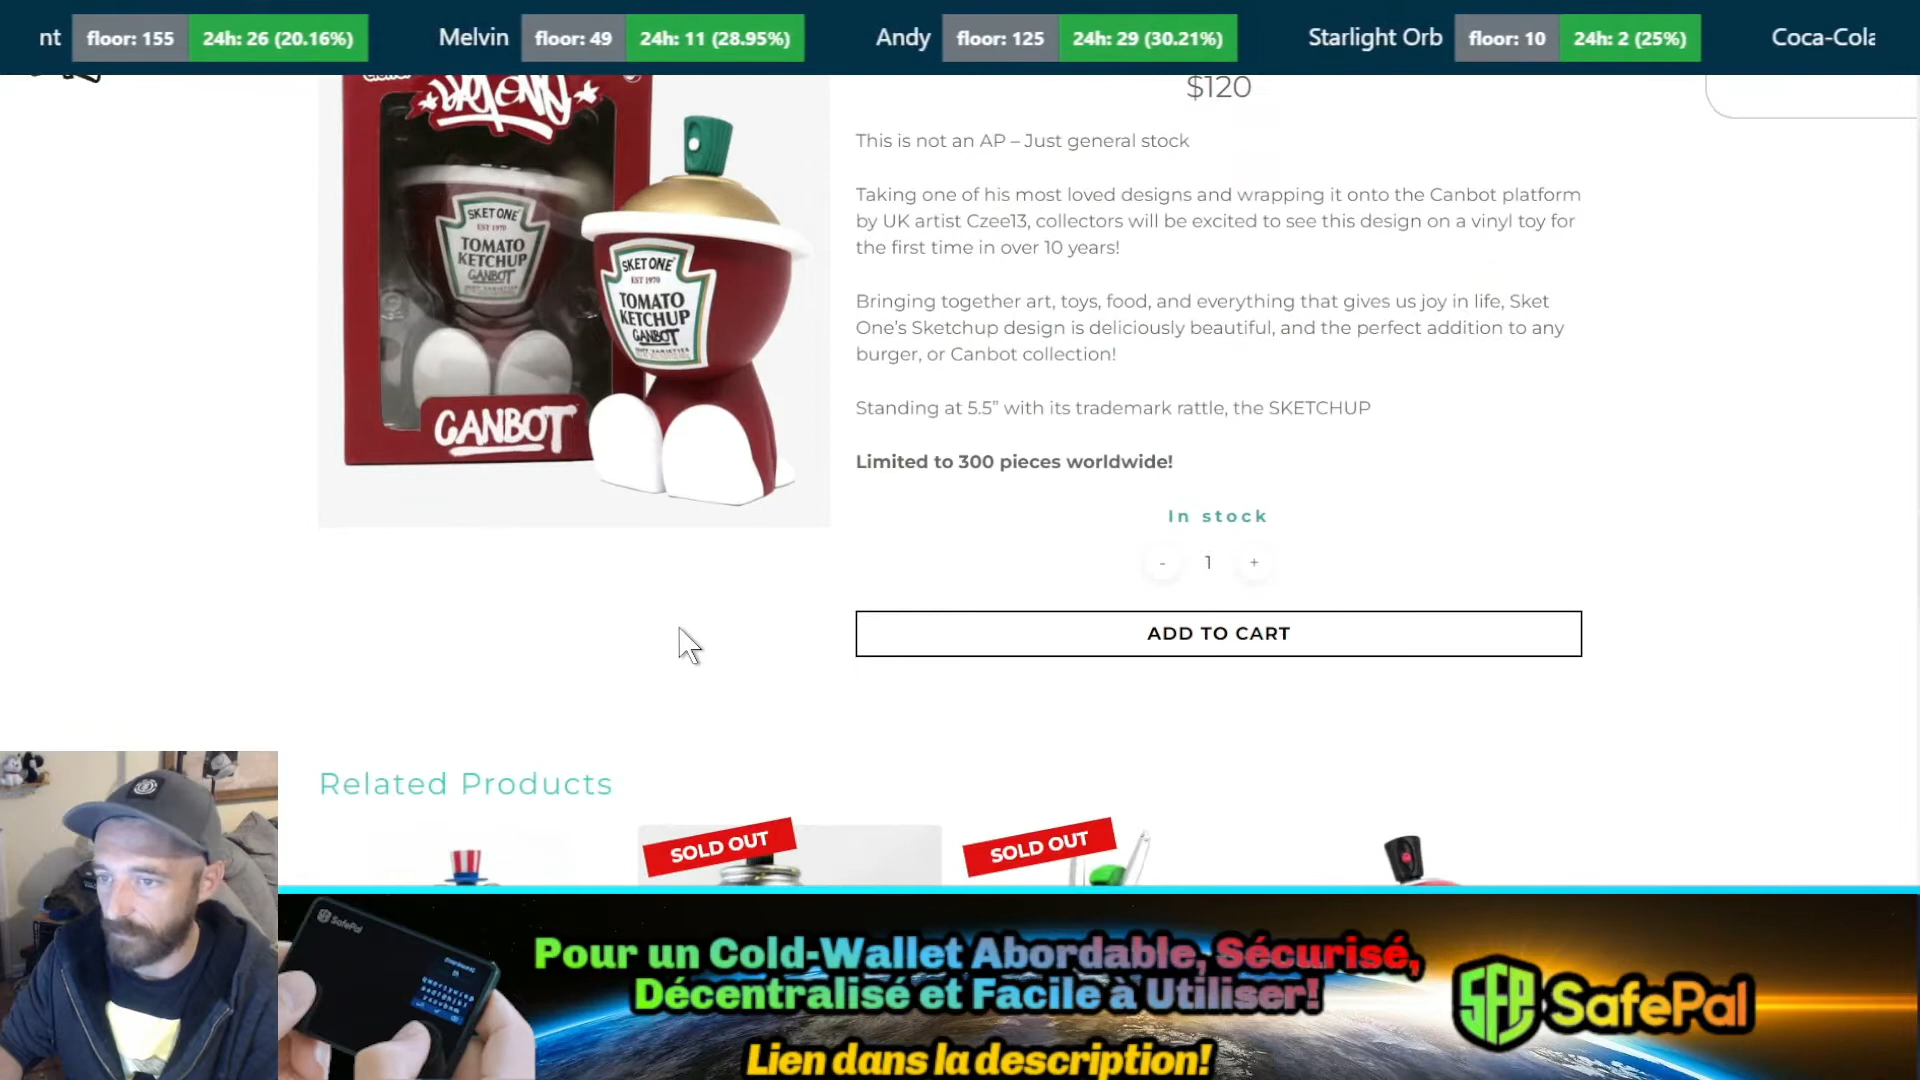 nt floor: 155 24h: 26 (20.16%) Melvin floor: 49 24h: 11 (28.95%) Andy floor: 125 24h: 29 (30.21%) Starlight Orb floor: 10 24h: 2 (25%) Coca-Cola
$120
This is not an AP – Just general stock
Taking one of his most loved designs and wrapping it onto the Canbot platform
by UK artist Czee13, collectors will be excited to see this design on a vinyl toy for
the first time in over 10 years!
Bringing together art, toys, food, and everything that gives us joy in life, Sket
One’s Sketchup design is deliciously beautiful, and the perfect addition to any
burger, or Canbot collection!
Standing at 5.5” with its trademark rattle, the SKETCHUP
Limited to 300 pieces worldwide!
In stock
- 1 +
ADD TO CART
SKET ONE
EST 1970
TOMATO
KETCHUP
CANBOT
SKET ONE
EST 1970
TOMATO
KETCHUP
CANBOT
CANBOT
Related Products
SOLD OUT
SOLD OUT
SafePal
Pour un Cold-Wallet Abordable, Sécurisé,
Décentralisé et Facile à Utiliser!
Lien dans la description!
SFP SafePal